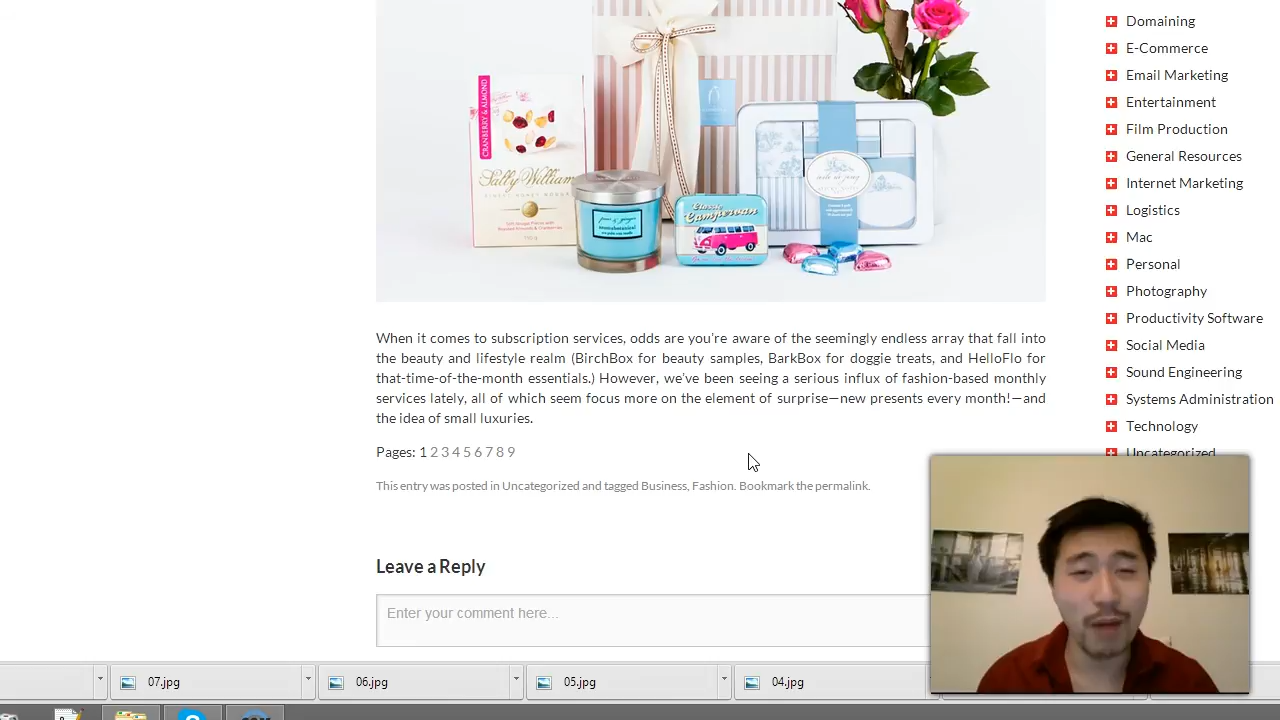 Domaining
E-Commerce
Email Marketing
Entertainment
Film Production
General Resources
Internet Marketing
Logistics
Mac
Personal
Photography
Productivity Software
Social Media
Sound Engineering
Systems Administration
Technology
Uncategorized
CRANBERRY & ALMOND
Sally William
Classic
Campervan
When it comes to subscription services, odds are you're aware of the seemingly endless array that fall into
the beauty and lifestyle realm (BirchBox for beauty samples, BarkBox for doggie treats, and HelloFlo for
that-time-of-the-month essentials.) However, we've been seeing a serious influx of fashion-based monthly
services lately, all of which seem focus more on the element of surprise—new presents every month!—and
the idea of small luxuries.
Pages: 1 2 3 4 5 6 7 8 9
This entry was posted in Uncategorized and tagged Business, Fashion. Bookmark the permalink.
Leave a Reply
Enter your comment here...
07.jpg
06.jpg
05.jpg
04.jpg